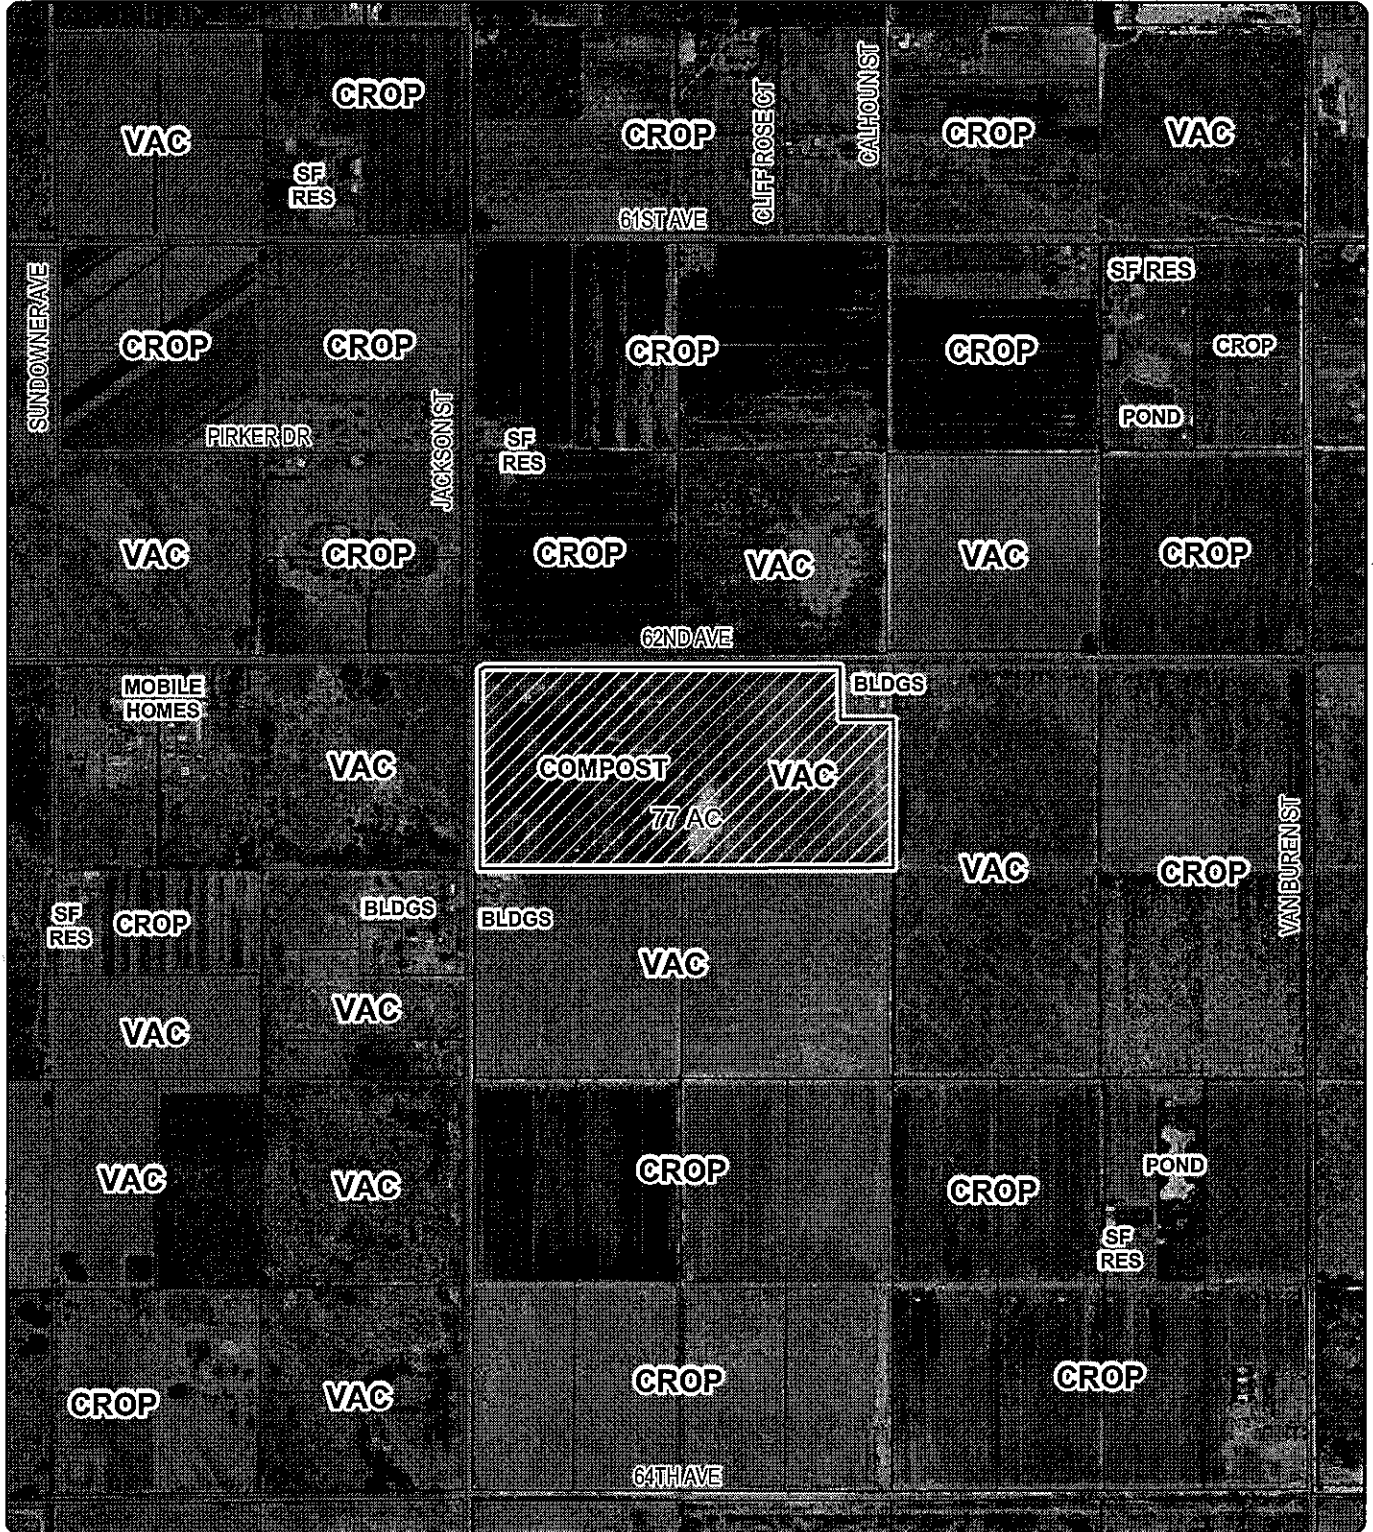 CROP
VAC
SF
RES
CROP
CLIFF ROSE CT
CALHOUN ST
CROP
VAC
61ST AVE
SUNDOWNER AVE
CROP
CROP
CROP
CROP
SF RES
CROP
POND
PIRKER DR
JACKSON ST
SF
RES
VAC
CROP
CROP
VAC
VAC
CROP
62ND AVE
MOBILE
HOMES
VAC
COMPOST
VAC
77 AC
BLDGS
VAC
CROP
VAN BUREN ST
SF
RES
CROP
BLDGS
BLDGS
VAC
VAC
VAC
VAC
VAC
CROP
CROP
POND
SF
RES
CROP
VAC
CROP
CROP
64TH AVE